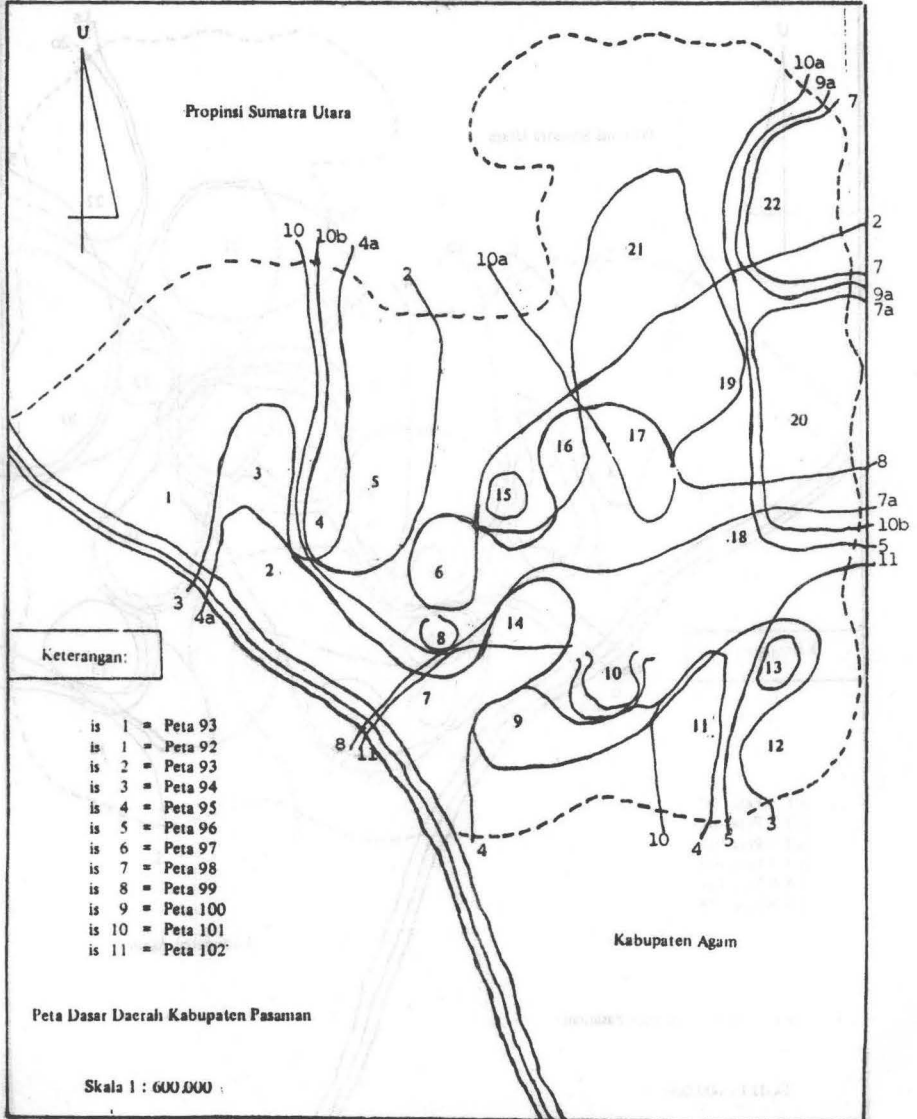 U
10a
9a
7
Propinsi Sumatra Utara
22
2
10 10b 4a
2
10a
21
7
9a
7a
19
20
3
16
17
8
1
5
15
7a
4
18
10b
5
2
6
11
3
4a
14
Keterangan:
8
10
13
7
9
11
12
is 1 = Peta 93
is 1 = Peta 92
is 2 = Peta 93
is 3 = Peta 94
is 4 = Peta 95
is 5 = Peta 96
is 6 = Peta 97
is 7 = Peta 98
is 8 = Peta 99
is 9 = Peta 100
is 10 = Peta 101
is 11 = Peta 102
8
11
4
10
4
5
3
Kabupaten Agam
Peta Dasar Daerah Kabupaten Pasaman
Skala 1 : 600.000